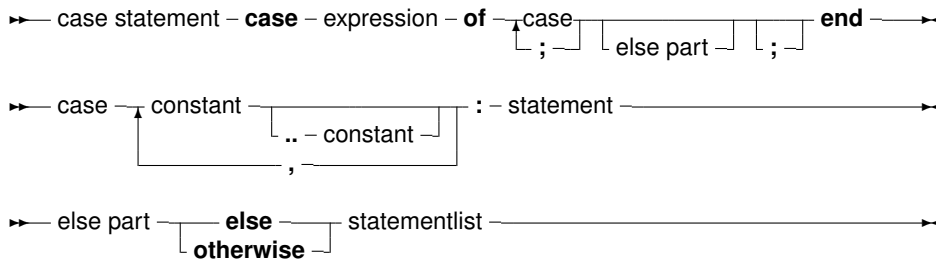 case statement case expression of case else part ; end
;
case constant .. constant : statement
,
else part else statementlist
otherwise